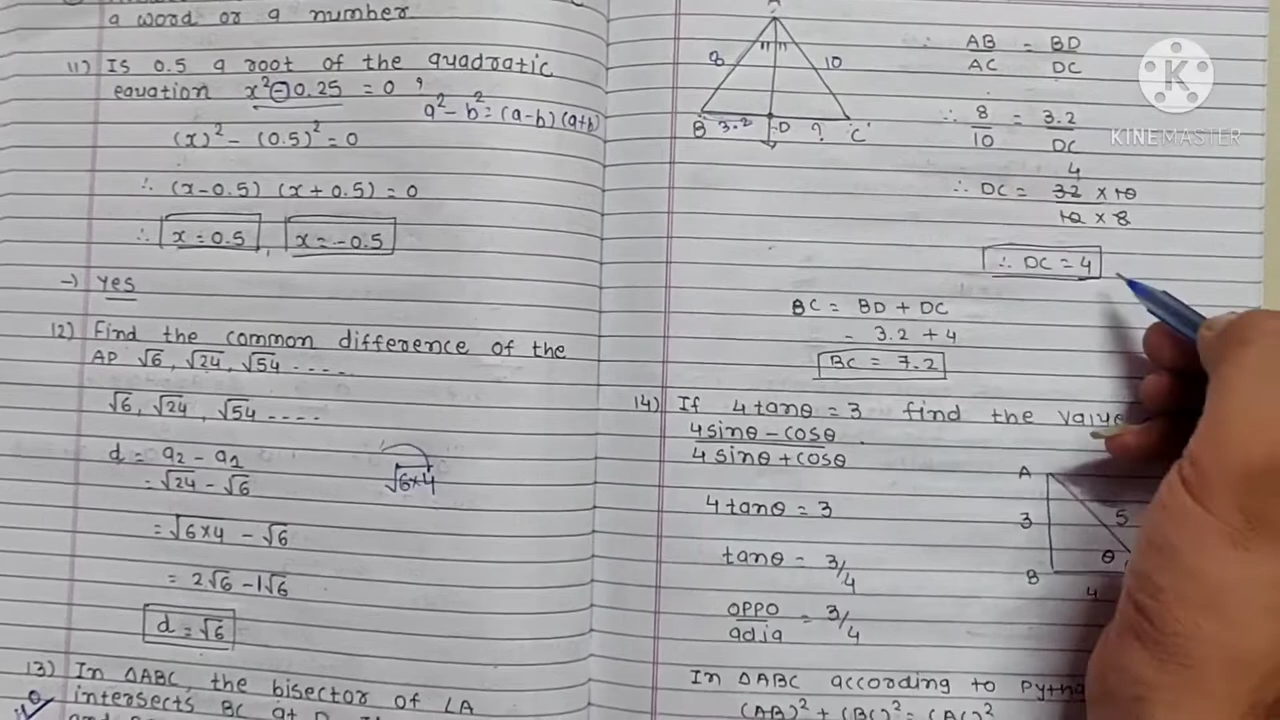 a word or a number
11) Is 0.5 a root of the quadratic
equation x² - 0.25 = 0 ?
a² - b² = (a-b) (a+b)
(x)² - (0.5)² = 0
∴ (x-0.5) (x+0.5) = 0
∴ x = 0.5 , x = -0.5
→ yes
12) Find the common difference of the
AP √6, √24, √54 ....
√6, √24, √54 ....
d = a2 - a1
= √24 - √6
√6×4
= √6×4 - √6
= 2√6 - 1√6
d = √6
13) In ΔABC, the bisector of ∠A
intersects BC at D.
8 10
B 3.2 D ? C
∴ AB/AC = BD/DC
∴ 8/10 = 3.2/DC
4
∴ DC = 32 × 10 / 10 × 8
∴ DC = 4
BC = BD + DC
= 3.2 + 4
BC = 7.2
14) If 4tanθ = 3 find the value
4sinθ - cosθ
4sinθ + cosθ
4tanθ = 3
tanθ = 3/4
oppo/adja = 3/4
A
3 5
θ
B 4
In ΔABC according to Pytha
(AB)² + (BC)² = (AC)²
K
KINEMASTER